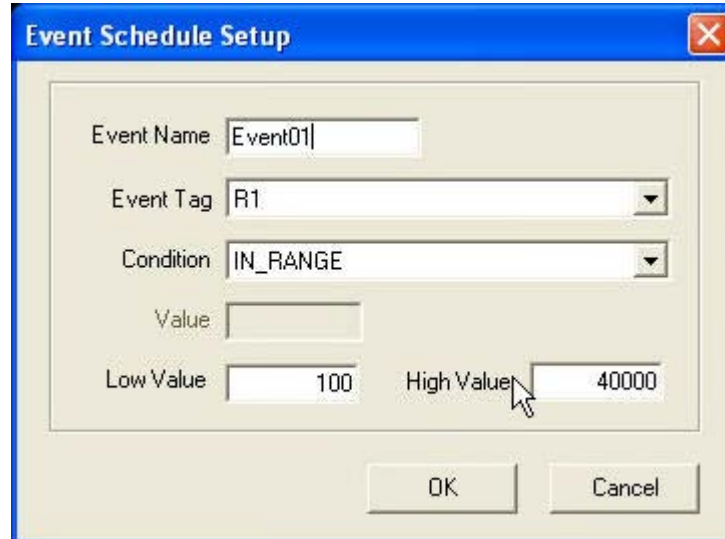 Event Schedule Setup
Event Name Event01
Event Tag R1
Condition IN_RANGE
Value
Low Value 100 High Value 40000
OK Cancel